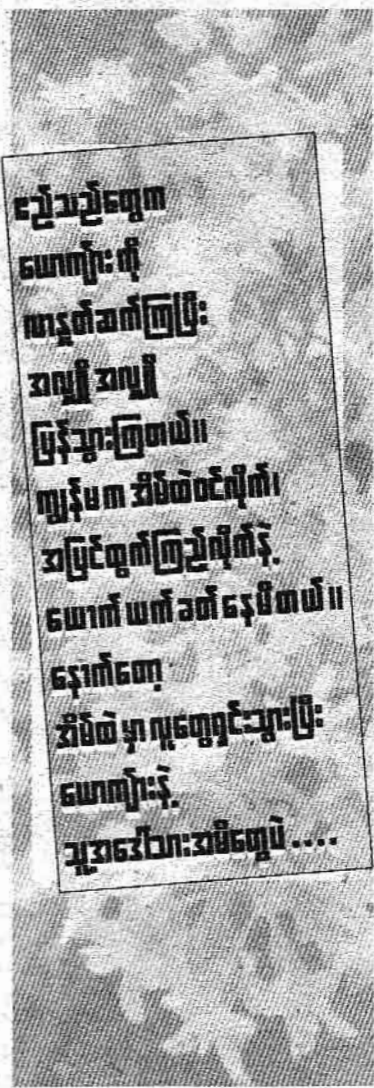 ဧည့်သည်တွေက
ယောကျ်ားကို
လာနှုတ်ဆက်ကြပြီး
အလျှိုအလျှို
ပြန်သွားကြတယ်။
ကျွန်မက အိမ်ထဲဝင်လိုက်၊
အပြင်ထွက်ကြည့်လိုက်နဲ့
ယောက်ယက်ခတ်နေမိတယ်။
နောက်တော့
အိမ်ထဲမှာ လူတွေရှင်းသွားပြီး
ယောကျ်ားနဲ့
သူ့အဒေါ်သားအမိတွေပဲ ....